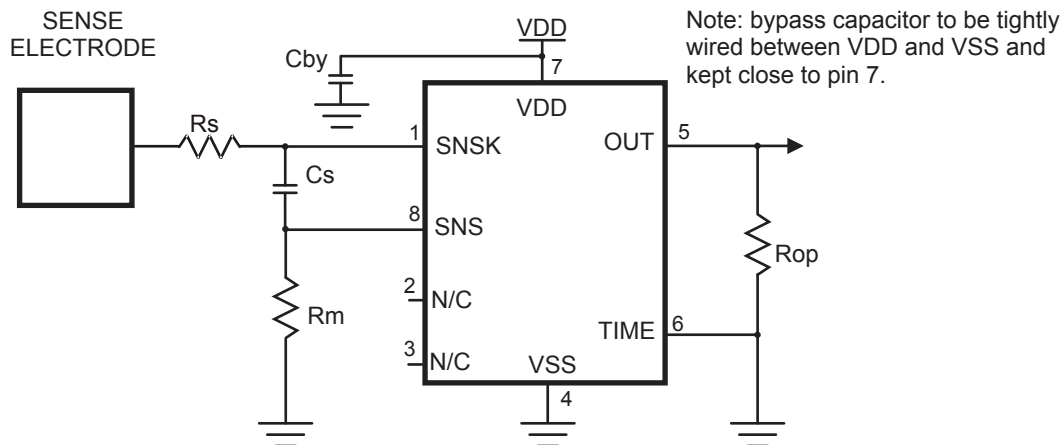 SENSE
ELECTRODE
VDD
Note: bypass capacitor to be tightly
wired between VDD and VSS and
kept close to pin 7.
Cby
7
VDD
Rs
1
SNSK
OUT
5
Cs
8
SNS
Rop
2
N/C
Rm
TIME
6
3
N/C
VSS
4